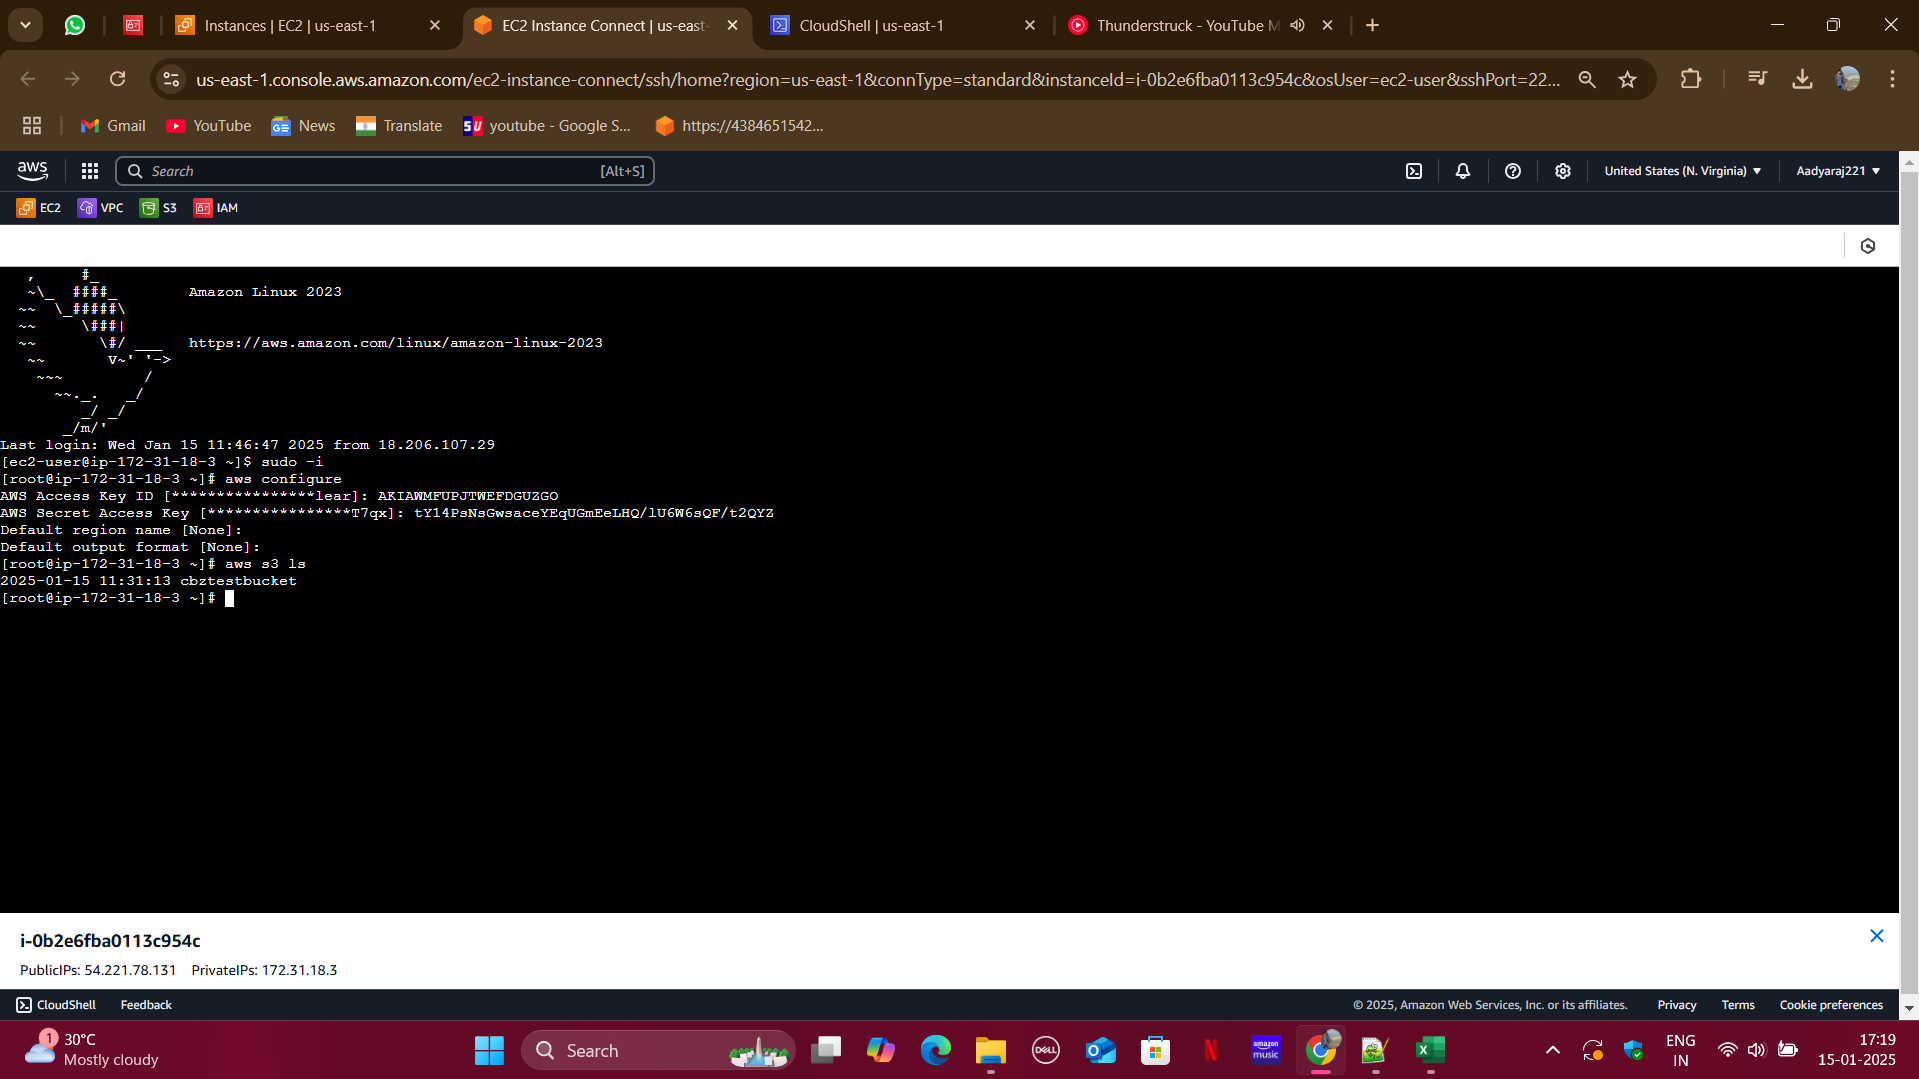 Instances | EC2 | us-east-1
EC2 Instance Connect | us-east-
CloudShell | us-east-1
Thunderstruck - YouTube M
us-east-1.console.aws.amazon.com/ec2-instance-connect/ssh/home?region=us-east-1&connType=standard&instanceId=i-0b2e6fba0113c954c&osUser=ec2-user&sshPort=22...
Gmail
YouTube
News
Translate
youtube - Google S...
https://4384651542...
aws
Search
[Alt+S]
United States (N. Virginia)
Aadyaraj221
EC2
VPC
S3
IAM
Amazon Linux 2023
https://aws.amazon.com/linux/amazon-linux-2023
Last login: Wed Jan 15 11:46:47 2025 from 18.206.107.29
[ec2-user@ip-172-31-18-3 ~]$ sudo -i
[root@ip-172-31-18-3 ~]# aws configure
AWS Access Key ID [****************lear]: AKIAWMFUPJTWEFDGUZGO
AWS Secret Access Key [****************T7qx]:
Default region name [None]:
Default output format [None]:
[root@ip-172-31-18-3 ~]# aws s3 ls
2025-01-15 11:31:13 cbztestbucket
[root@ip-172-31-18-3 ~]#
i-0b2e6fba0113c954c
PublicIPs: 54.221.78.131 PrivateIPs: 172.31.18.3
CloudShell
Feedback
© 2025, Amazon Web Services, Inc. or its affiliates.
Privacy
Terms
Cookie preferences
1
30°C
Mostly cloudy
Search
DELL
amazon music
ENG
IN
17:19
15-01-2025